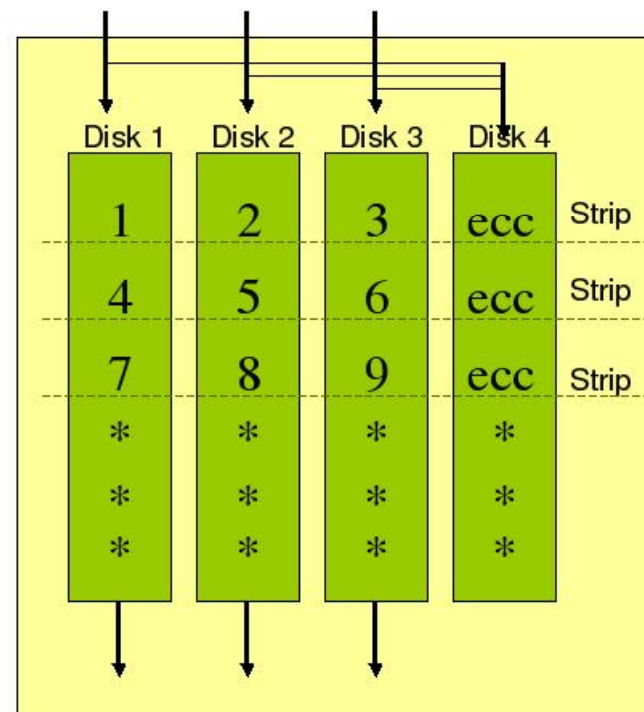 Disk 1 Disk 2 Disk 3 Disk 4
1 2 3 ecc Strip
4 5 6 ecc Strip
7 8 9 ecc Strip
* * * *
* * * *
* * * *